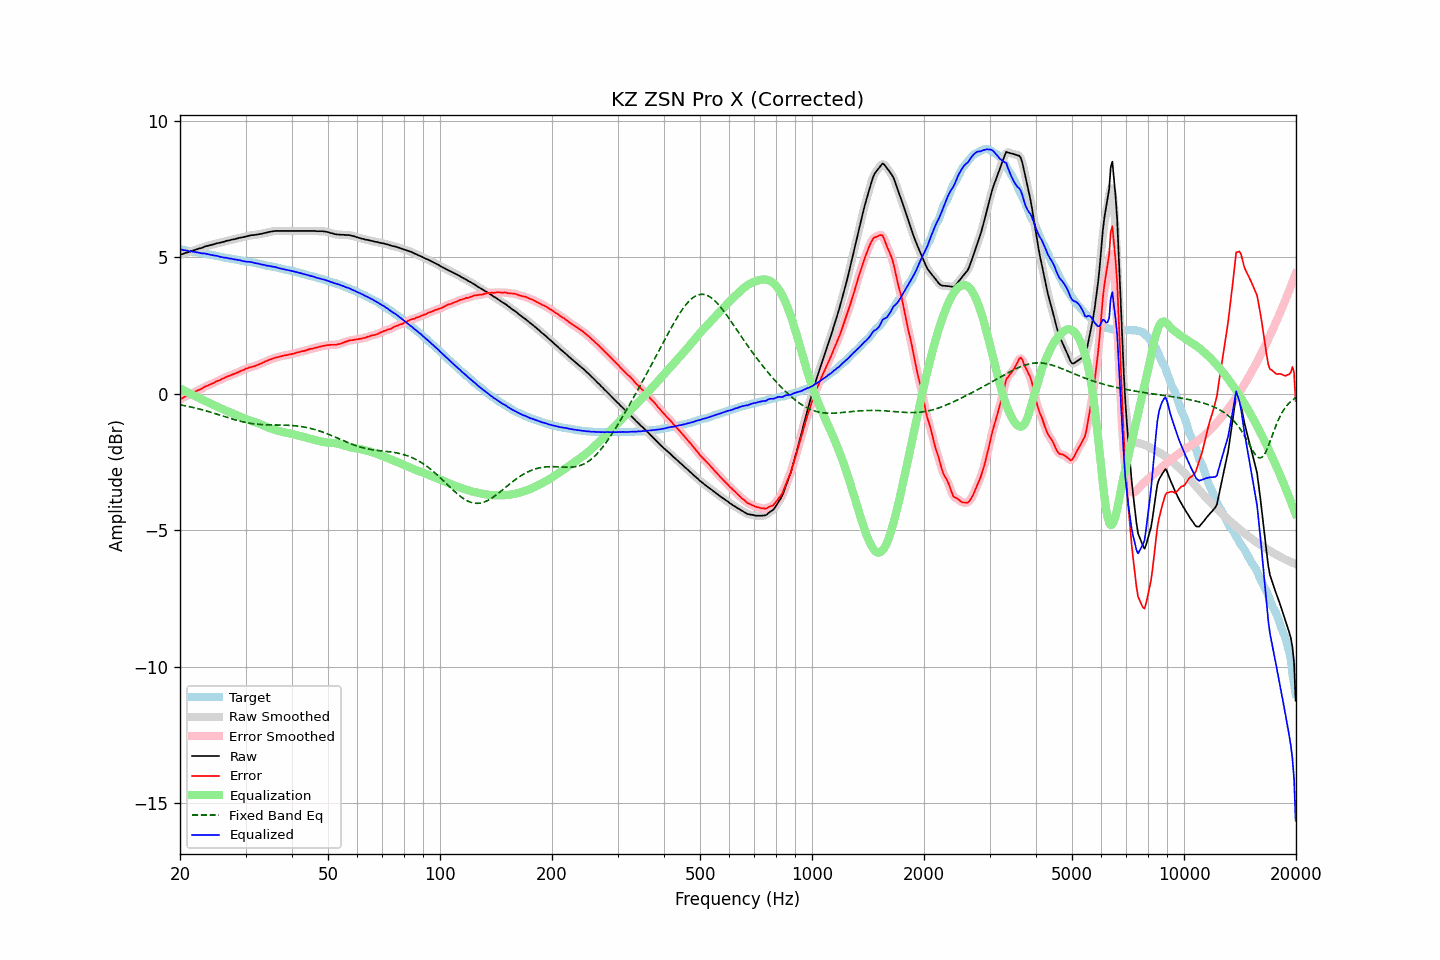 KZ ZSN Pro X (Corrected)
10
5
0
−5
−10
−15
Amplitude (dBr)
Target
Raw Smoothed
Error Smoothed
Raw
Error
Equalization
Fixed Band Eq
Equalized
20 50 100 200 500 1000 2000 5000 10000 20000
Frequency (Hz)